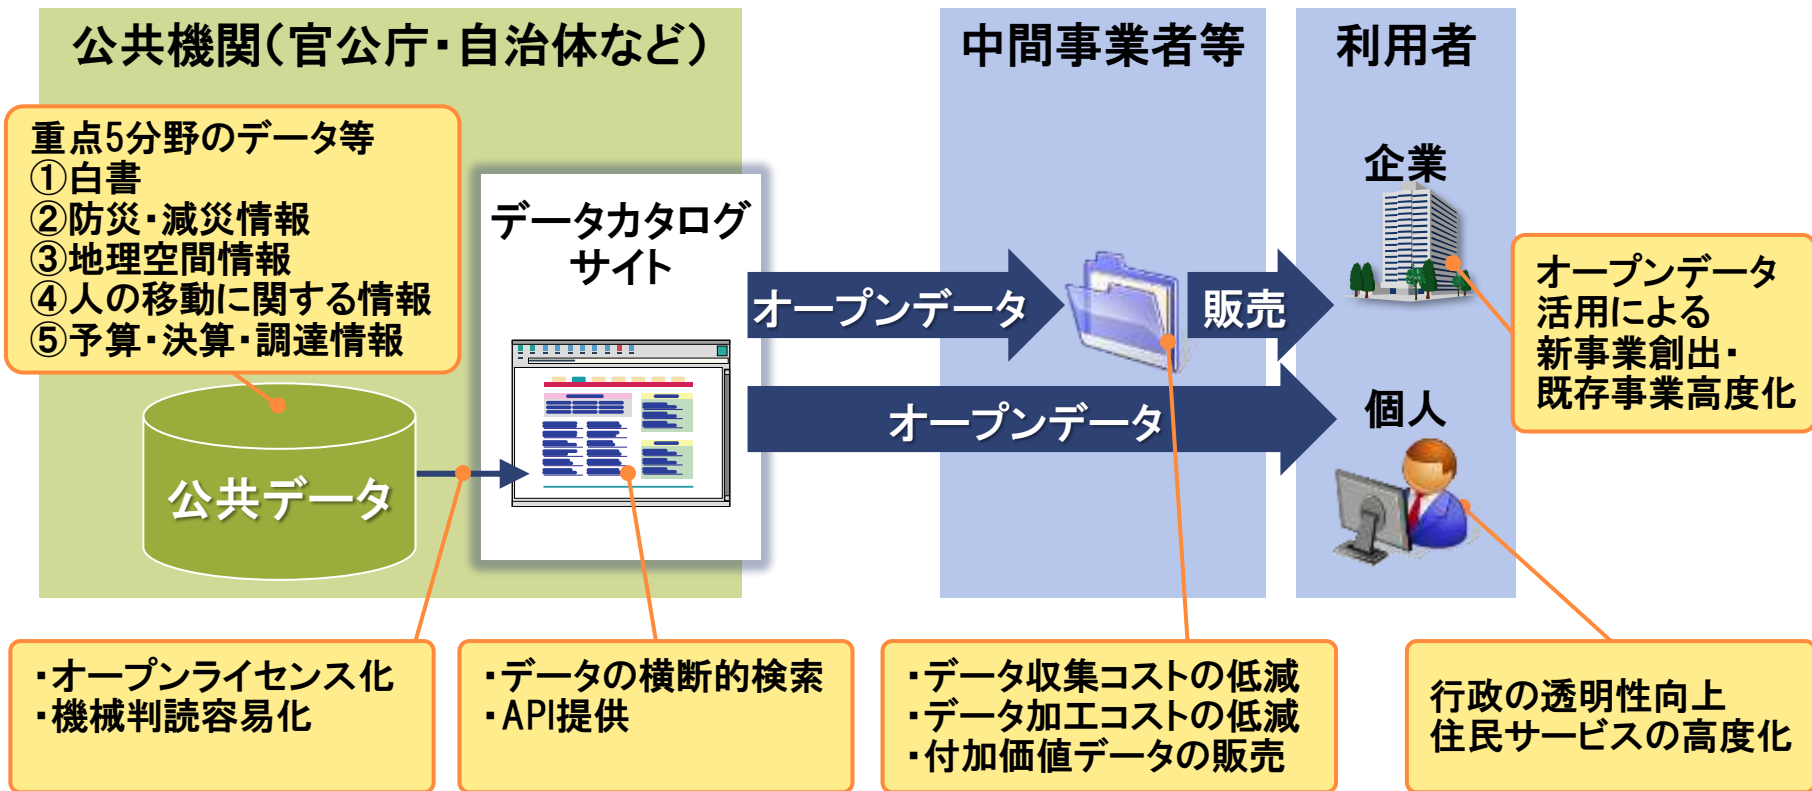 公共機関(官公庁・自治体など)
中間事業者等
利用者
重点5分野のデータ等
①白書
②防災・減災情報
③地理空間情報
④人の移動に関する情報
⑤予算・決算・調達情報
データカタログ
サイト
公共データ
オープンデータ
販売
オープンデータ
企業
個人
オープンデータ
活用による
新事業創出・
既存事業高度化
・オープンライセンス化
・機械判読容易化
・データの横断的検索
・API提供
・データ収集コストの低減
・データ加工コストの低減
・付加価値データの販売
行政の透明性向上
住民サービスの高度化